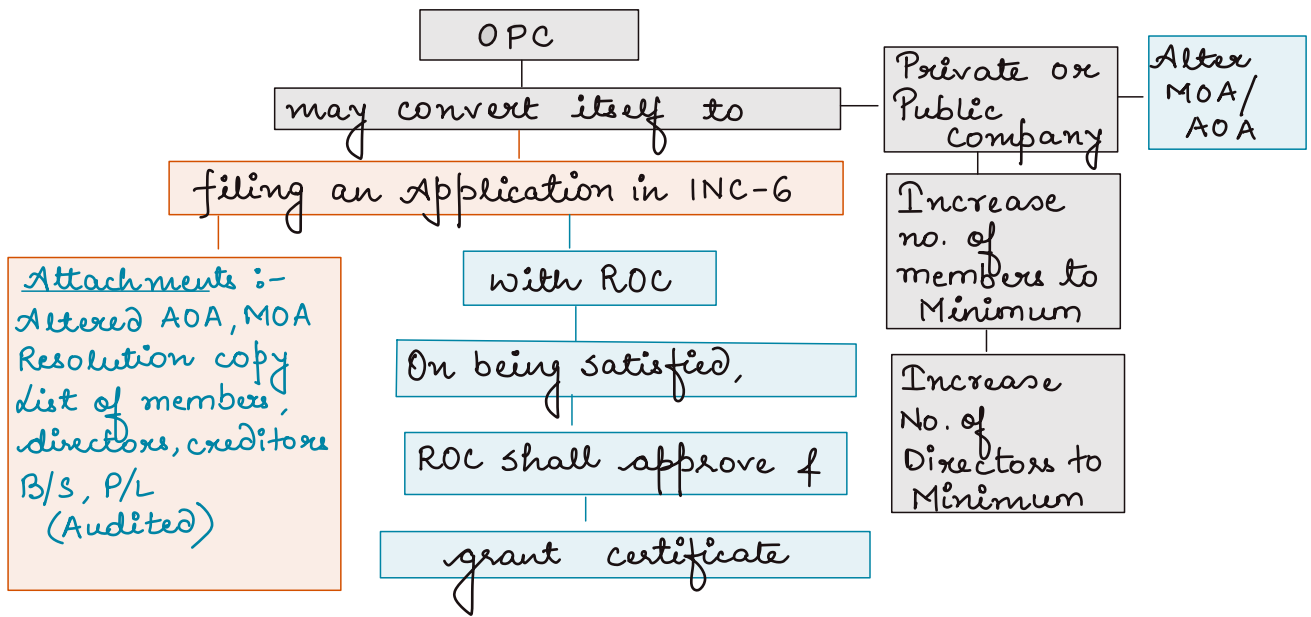 OPC
may convert itself to
Private or
Public
company
Alter
MOA/
AOA
filing an Application in INC-6
Increase
no. of
members to
Minimum
Attachments :-
Altered AOA, MOA
Resolution copy
List of members,
directors, creditors
B/S, P/L
(Audited)
with ROC
On being satisfied,
ROC shall approve &
grant certificate
Increase
No. of
Directors to
Minimum